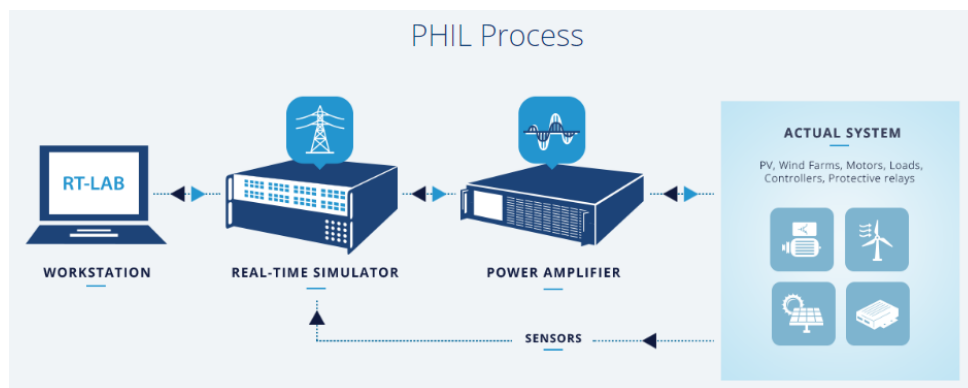 PHIL Process
RT-LAB
WORKSTATION
REAL-TIME SIMULATOR
POWER AMPLIFIER
SENSORS
ACTUAL SYSTEM
PV, Wind Farms, Motors, Loads,
Controllers, Protective relays